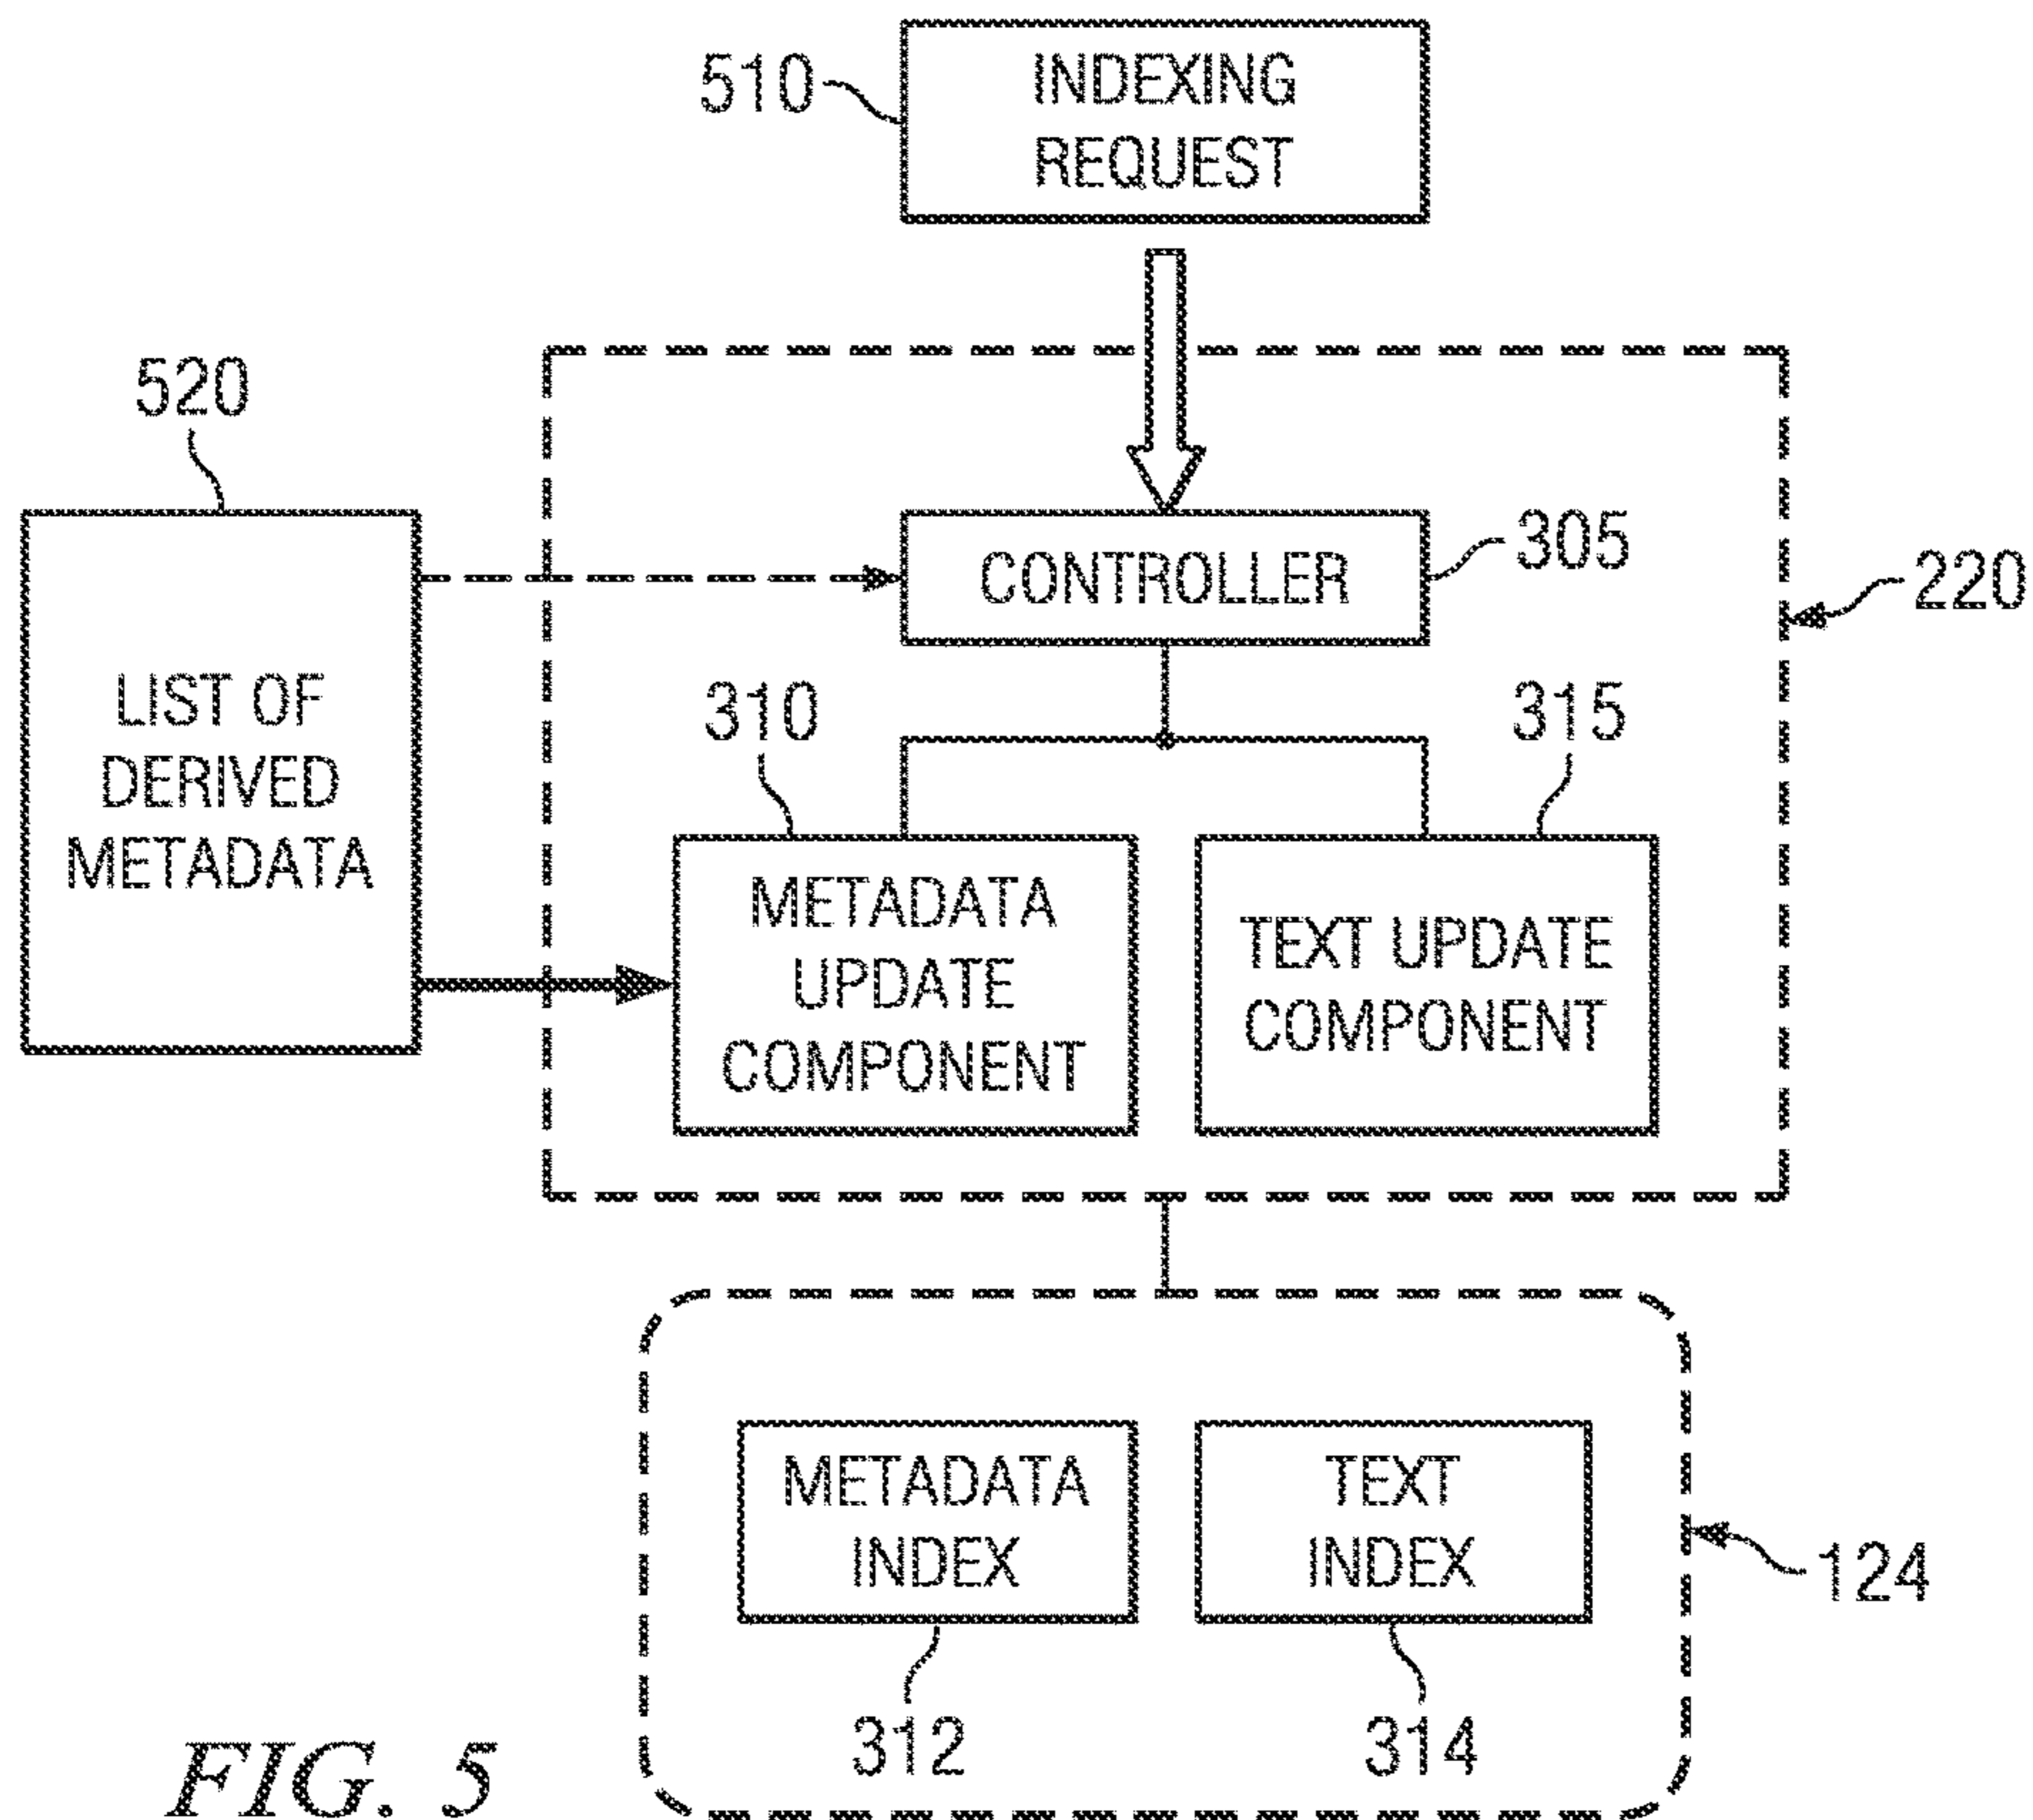 510
INDEXING
REQUEST
520
CONTROLLER
305
220
LIST OF
DERIVED
METADATA
310
315
METADATA
UPDATE
COMPONENT
TEXT UPDATE
COMPONENT
METADATA
INDEX
TEXT
INDEX
124
312
314
FIG. 5